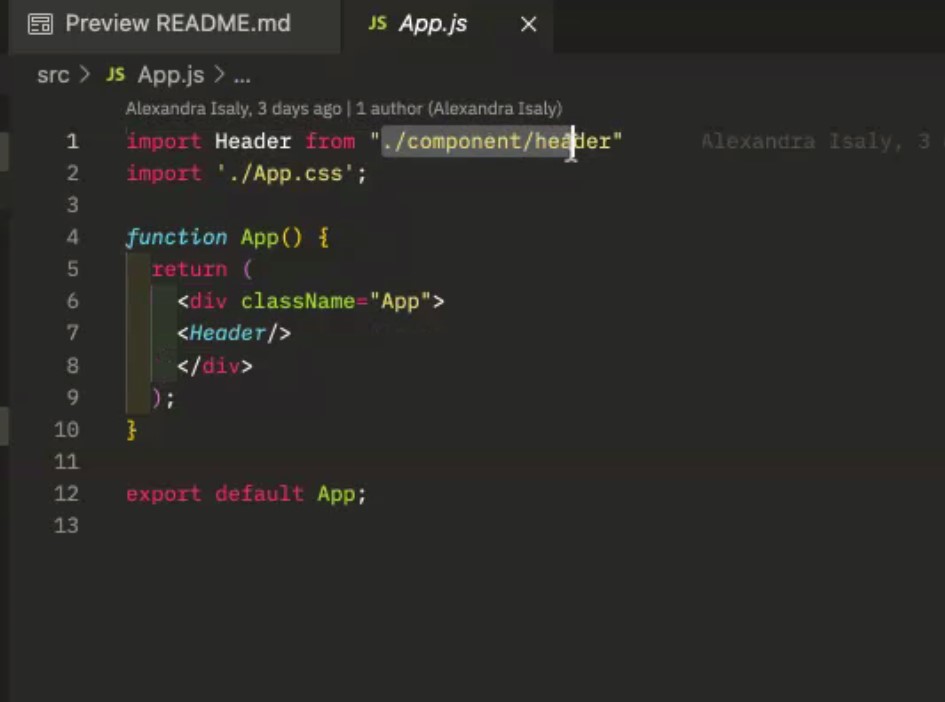 Preview README.md
JS App.js ×
src > JS App.js > ...
Alexandra Isaly, 3 days ago | 1 author (Alexandra Isaly)
1 import Header from "./component/header" Alexandra Isaly, 3
2 import './App.css';
3
4 function App() {
5 return (
6 <div className="App">
7 <Header/>
8 </div>
9 );
10 }
11
12 export default App;
13